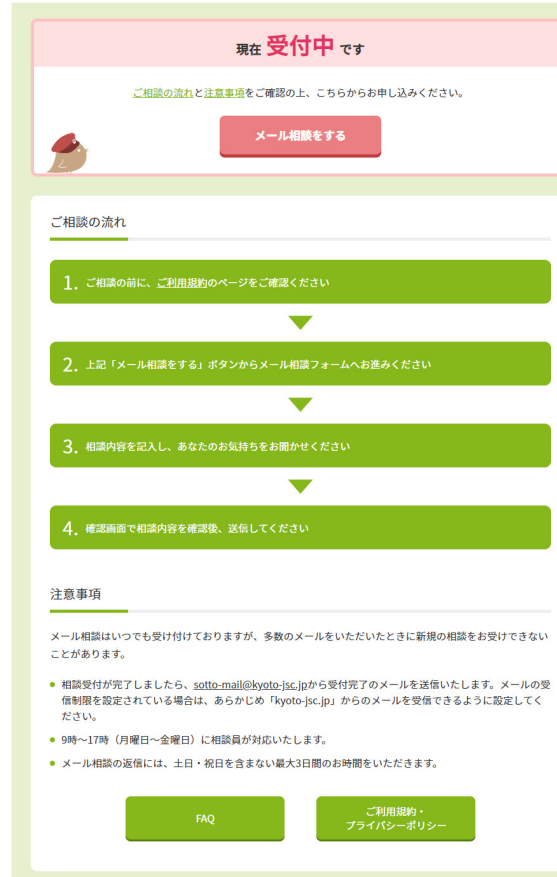 現在 受付中 です
ご相談の流れと注意事項をご確認の上、こちらからお申し込みください。
メール相談をする
ご相談の流れ
1. ご相談の前に、ご利用規約のページをご確認ください
2. 上記「メール相談をする」ボタンからメール相談フォームへお進みください
3. 相談内容を記入し、あなたのお気持ちをお聞かせください
4. 確認画面で相談内容を確認後、送信してください
注意事項
メール相談はいつでも受け付けておりますが、多数のメールをいただいたときに新規の相談をお受けできない
ことがあります。
相談受付が完了しましたら、sotto-mail@kyoto-jsc.jpから受付完了のメールを送信いたします。メールの受
信制限を設定されている場合は、あらかじめ「kyoto-jsc.jp」からのメールを受信できるように設定してく
ださい。
9時～17時（月曜日～金曜日）に相談員が対応いたします。
メール相談の返信には、土日・祝日を含まない最大3日間のお時間をいただきます。
FAQ
ご利用規約・
プライバシーポリシー